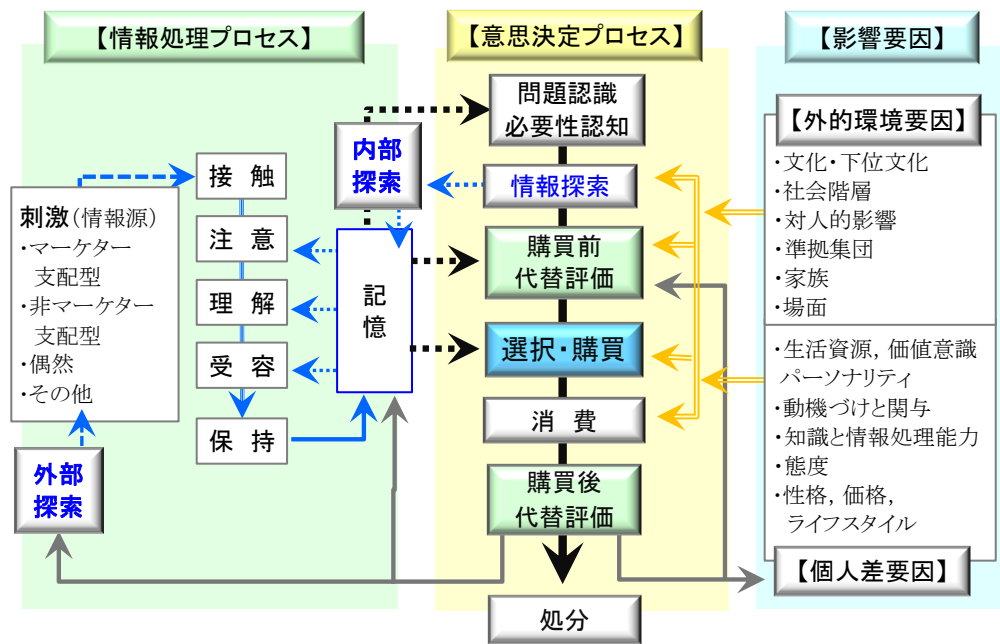 【情報処理プロセス】
内部
探索
接 触
刺激(情報源)
・マーケター
支配型
・非マーケター
支配型
・偶然
・その他
注 意
理 解
受 容
保 持
記
憶
外部
探索
【意思決定プロセス】
問題認識
必要性認知
情報探索
購買前
代替評価
選択・購買
消 費
購買後
代替評価
処分
【影響要因】
【外的環境要因】
・文化・下位文化
・社会階層
・対人的影響
・準拠集団
・家族
・場面
・生活資源, 価値意識
パーソナリティ
・動機づけと関与
・知識と情報処理能力
・態度
・性格, 価格,
ライフスタイル
【個人差要因】